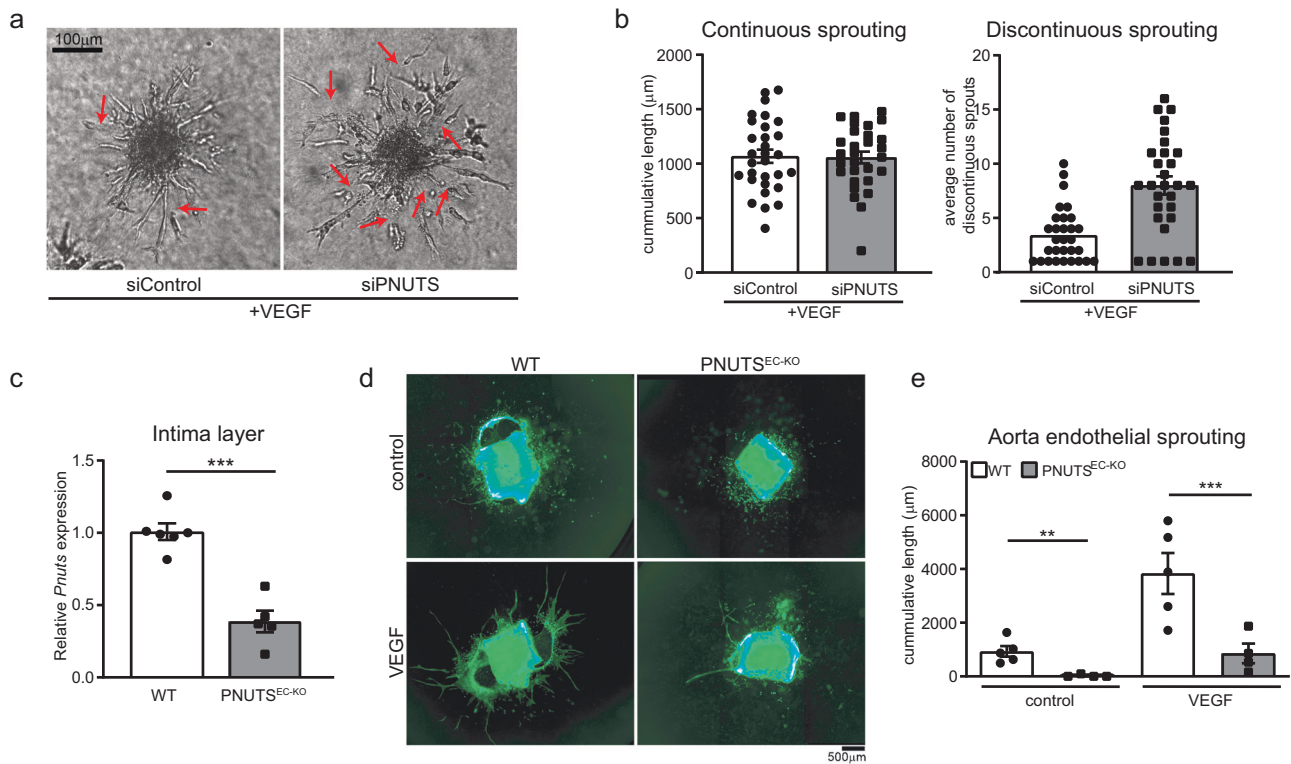 a
100μm
siControl
siPNUTS
+VEGF
b
Continuous sprouting
cummulative length (μm)
2000
1500
1000
500
0
siControl
siPNUTS
+VEGF
Discontinuous sprouting
average number of
discontinuous sprouts
20
15
10
5
0
siControl
siPNUTS
+VEGF
c
Intima layer
Relative Pnuts expression
1.5
1.0
0.5
0.0
***
WT
PNUTSEC-KO
d
WT
PNUTSEC-KO
control
VEGF
500μm
e
Aorta endothelial sprouting
cummulative length (μm)
8000
6000
4000
2000
0
WT
PNUTSEC-KO
**
***
control
VEGF